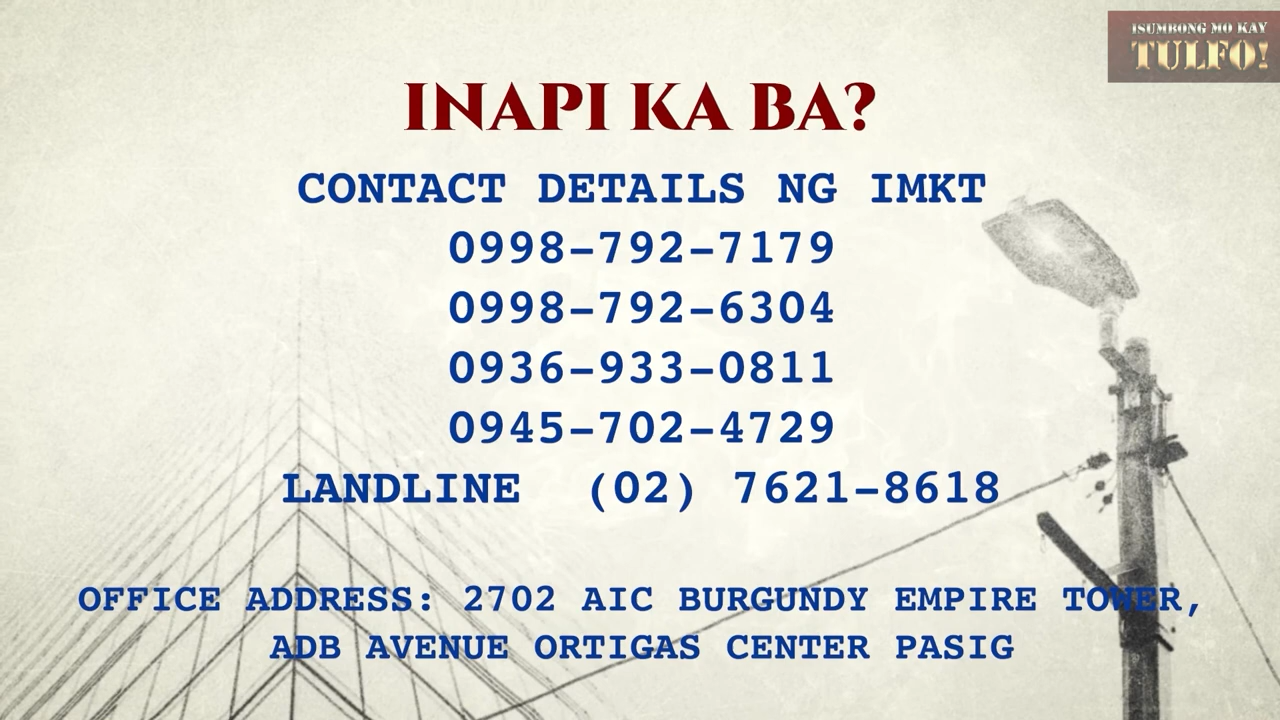 ISUMBONG MO KAY
TULFO!
INAPI KA BA?
CONTACT DETAILS NG IMKT
0998-792-7179
0998-792-6304
0936-933-0811
0945-702-4729
LANDLINE (02) 7621-8618
OFFICE ADDRESS: 2702 AIC BURGUNDY EMPIRE TOWER,
ADB AVENUE ORTIGAS CENTER PASIG